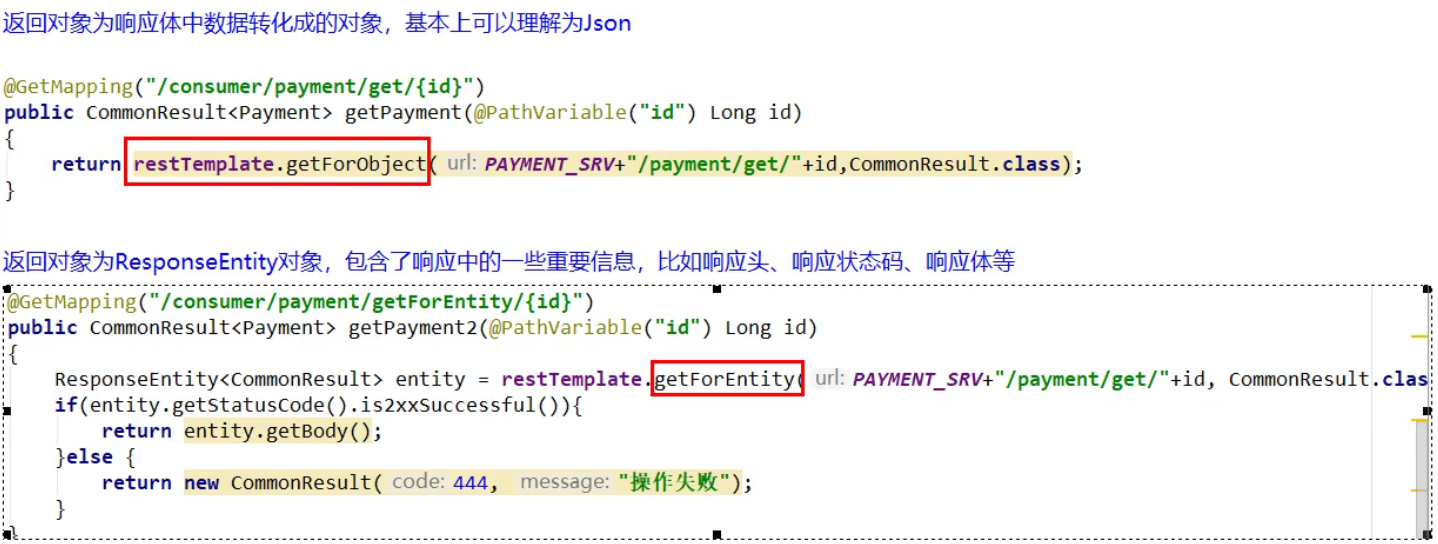 返回对象为响应体中数据转化成的对象，基本上可以理解为Json
@GetMapping("/consumer/payment/get/{id}")
public CommonResult<Payment> getPayment(@PathVariable("id") Long id)
{
return restTemplate.getForObject( url: PAYMENT_SRV+"/payment/get/"+id,CommonResult.class);
}
返回对象为ResponseEntity对象，包含了响应中的一些重要信息，比如响应头、响应状态码、响应体等
@GetMapping("/consumer/payment/getForEntity/{id}")
public CommonResult<Payment> getPayment2(@PathVariable("id") Long id)
{
ResponseEntity<CommonResult> entity = restTemplate.getForEntity( url: PAYMENT_SRV+"/payment/get/"+id, CommonResult.clas
if(entity.getStatusCode().is2xxSuccessful()){
return entity.getBody();
}else {
return new CommonResult( code: 444, message: "操作失败");
}
}